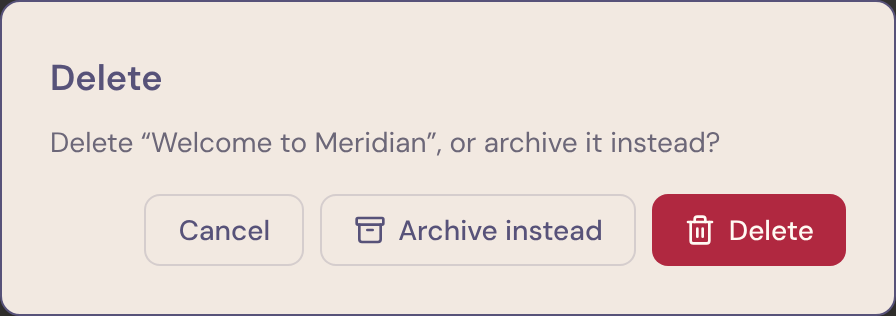 Delete
Delete “Welcome to Meridian”, or archive it instead?
Cancel Archive instead Delete